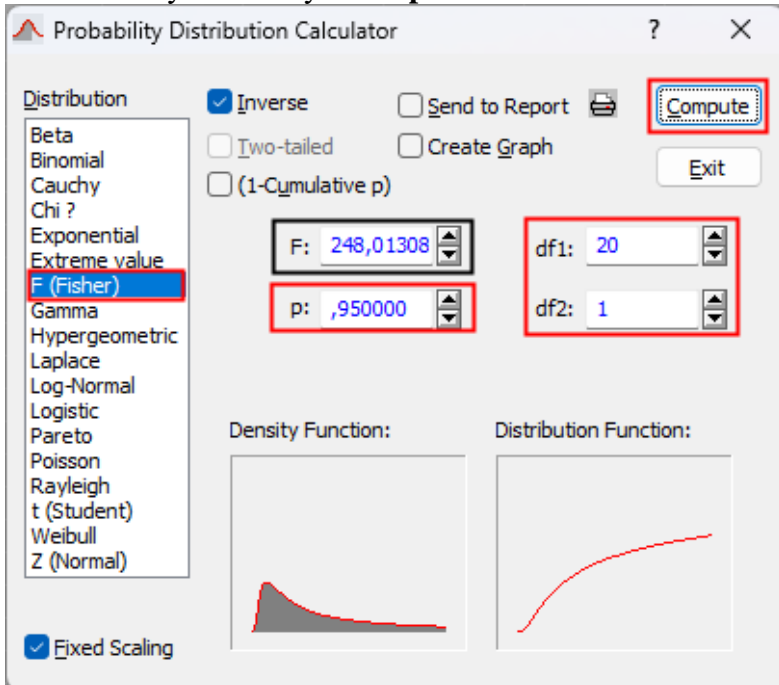 Probability Distribution Calculator ? ×
Distribution
Beta
Binomial
Cauchy
Chi ?
Exponential
Extreme value
F (Fisher)
Gamma
Hypergeometric
Laplace
Log-Normal
Logistic
Pareto
Poisson
Rayleigh
t (Student)
Weibull
Z (Normal)
Fixed Scaling
Inverse
Two-tailed
(1-Cumulative p)
Send to Report
Create Graph
Compute
Exit
F: 248,01308
p: ,950000
df1: 20
df2: 1
Density Function:
Distribution Function: